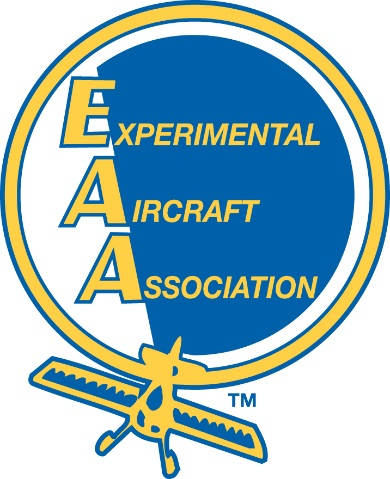 EXPERIMENTAL
AIRCRAFT
ASSOCIATION
TM